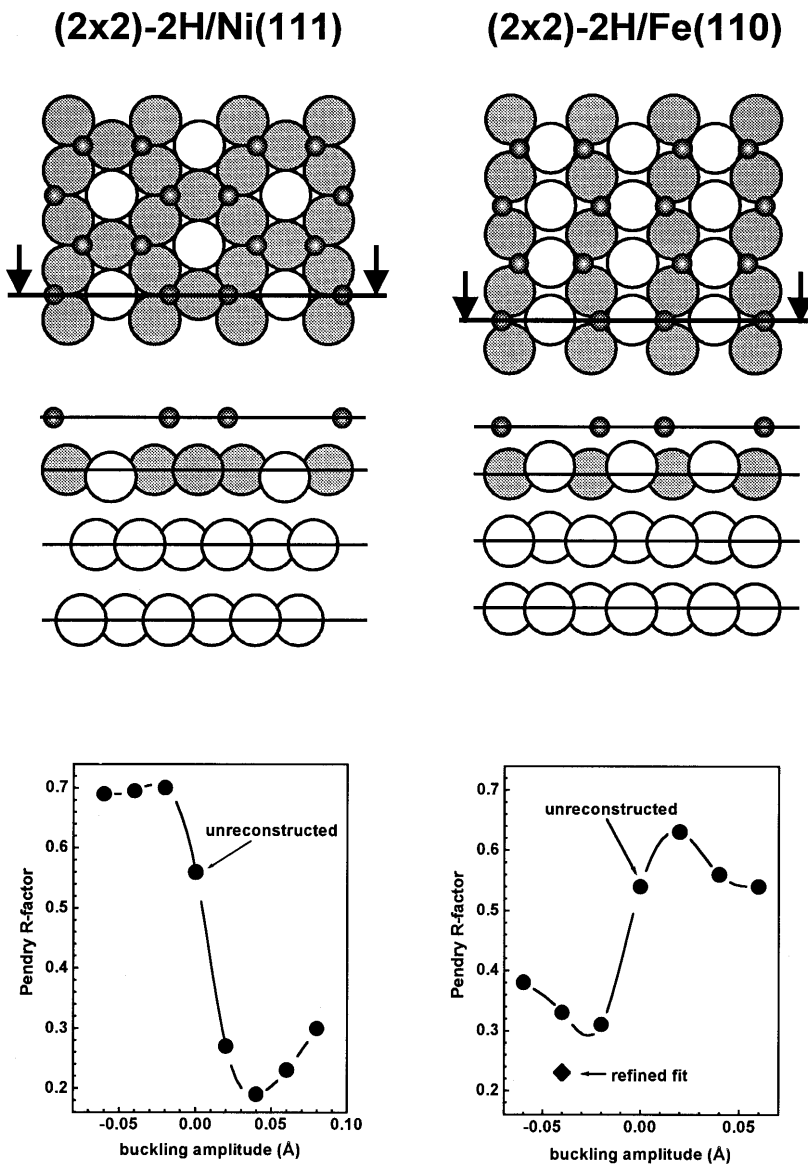 (2x2)-2H/Ni(111)
(2x2)-2H/Fe(110)
0.7
0.6
0.5
0.4
0.3
0.2
Pendry R-factor
unreconstructed
-0.05
0.00
0.05
0.10
buckling amplitude (Å)
0.7
0.6
0.5
0.4
0.3
0.2
Pendry R-factor
unreconstructed
refined fit
-0.05
0.00
0.05
buckling amplitude (Å)